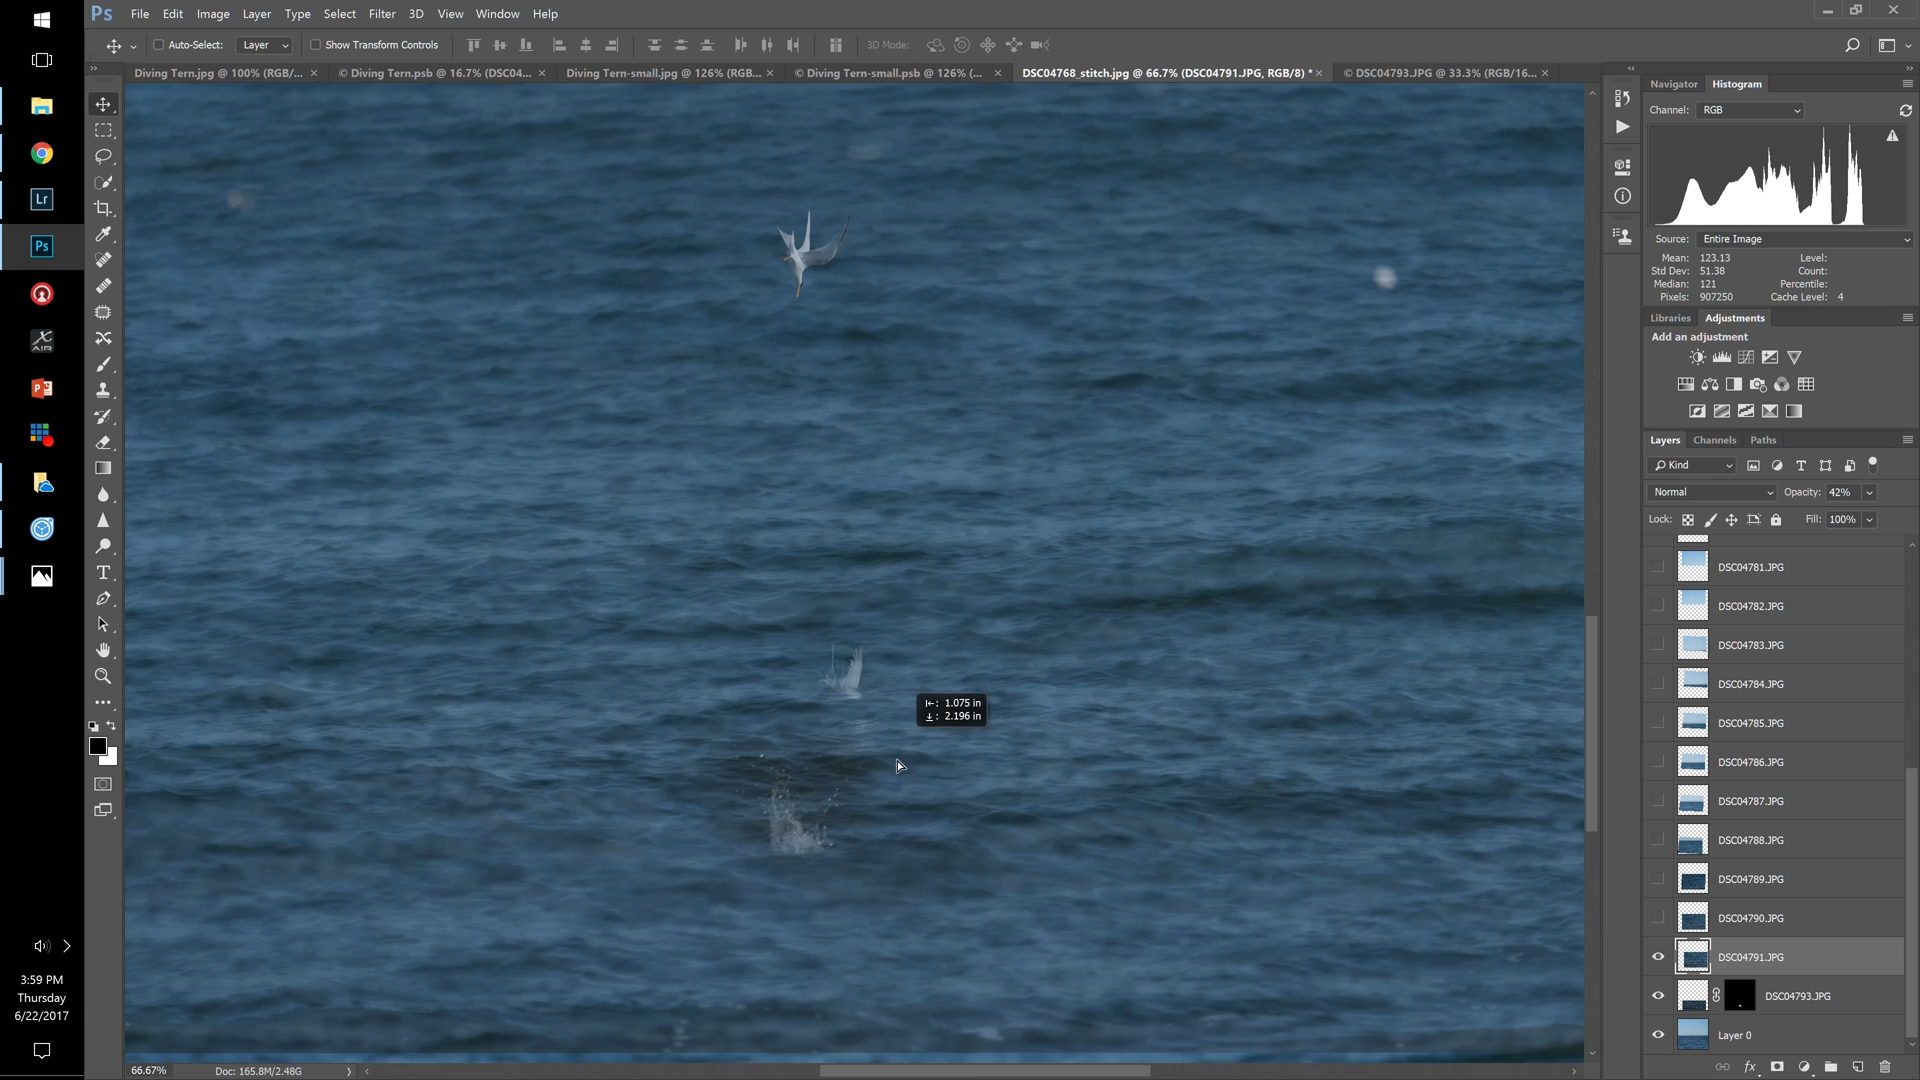 Ps File Edit Image Layer Type Select Filter 3D View Window Help
Auto-Select: Layer Show Transform Controls 3D Mode:
Diving Tern.jpg @ 100% (RGB/... × © Diving Tern.psb @ 16.7% (DSC04... × Diving Tern-small.jpg @ 126% (RGB... × © Diving Tern-small.psb @ 126% (... × DSC04768_stitch.jpg @ 66.7% (DSC04791.JPG, RGB/8) * × © DSC04793.JPG @ 33.3% (RGB/16... ×
Navigator Histogram
Channel: RGB
Source: Entire Image
Mean: 123.13 Level:
Std Dev: 51.38 Count:
Median: 121 Percentile:
Pixels: 907250 Cache Level: 4
Libraries Adjustments
Add an adjustment
Layers Channels Paths
Kind
Normal Opacity: 42%
Lock: Fill: 100%
DSC04781.JPG
DSC04782.JPG
DSC04783.JPG
DSC04784.JPG
DSC04785.JPG
DSC04786.JPG
DSC04787.JPG
DSC04788.JPG
DSC04789.JPG
DSC04790.JPG
DSC04791.JPG
DSC04793.JPG
Layer 0
fx
1.075 in
2.196 in
Lr
Ps
AIR
P
T
3:59 PM
Thursday
6/22/2017
66.67% Doc: 165.8M/2.48G